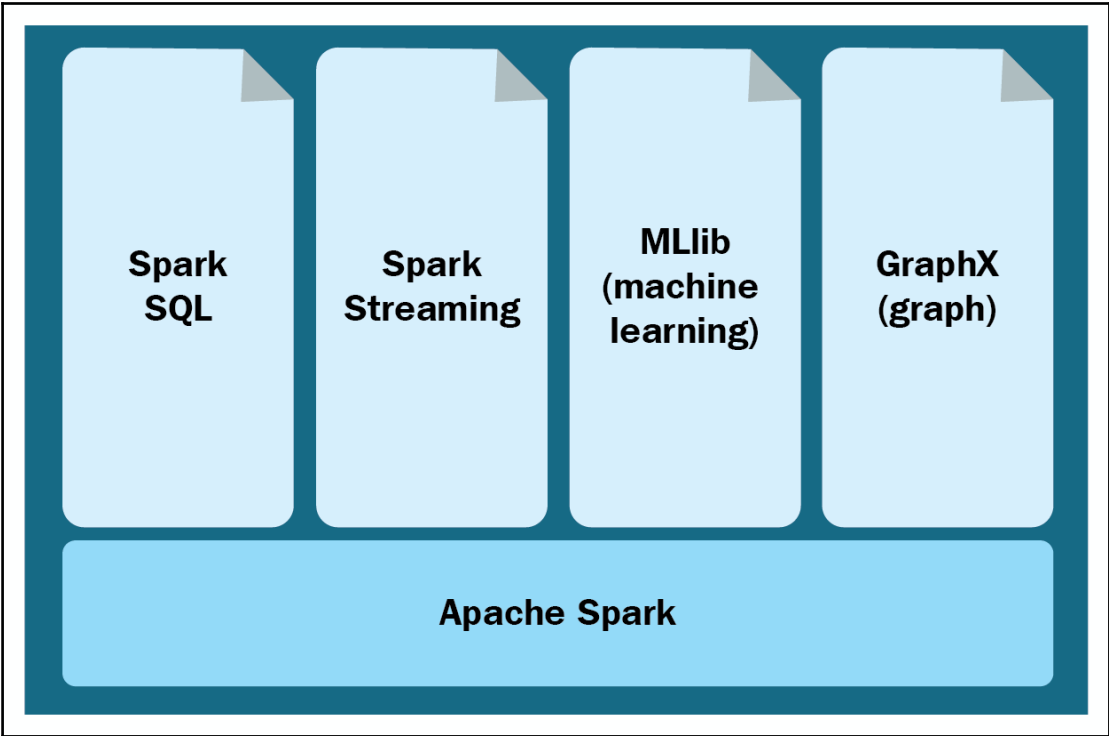 Spark
SQL
Spark
Streaming
MLlib
(machine
learning)
GraphX
(graph)
Apache Spark